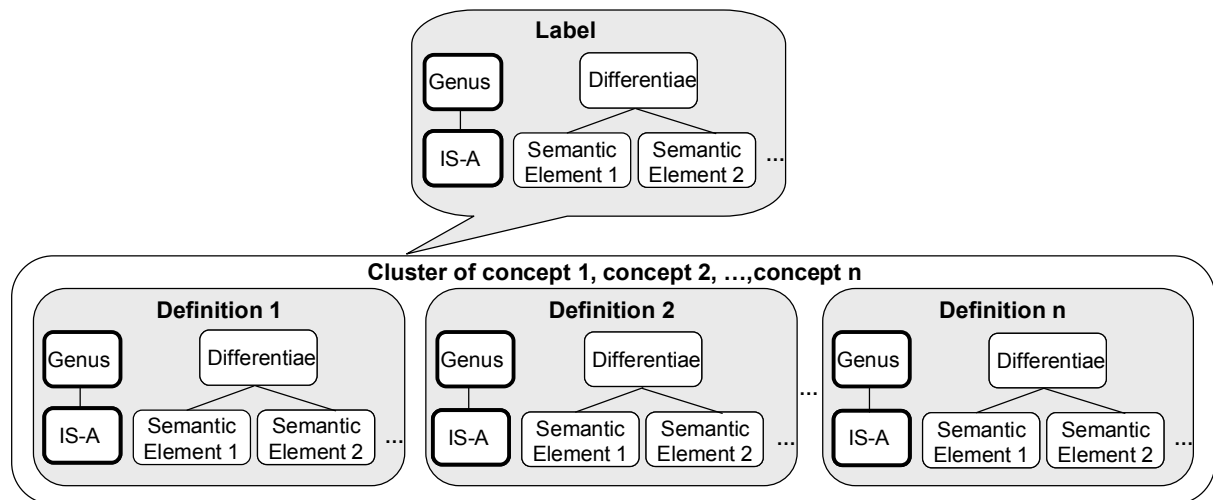 Label
Genus
Differentiae
IS-A
Semantic
Element 1
Semantic
Element 2
...
Cluster of concept 1, concept 2, …,concept n
Definition 1
Genus
Differentiae
IS-A
Semantic
Element 1
Semantic
Element 2
...
Definition 2
Genus
Differentiae
IS-A
Semantic
Element 1
Semantic
Element 2
...
...
Definition n
Genus
Differentiae
IS-A
Semantic
Element 1
Semantic
Element 2
...